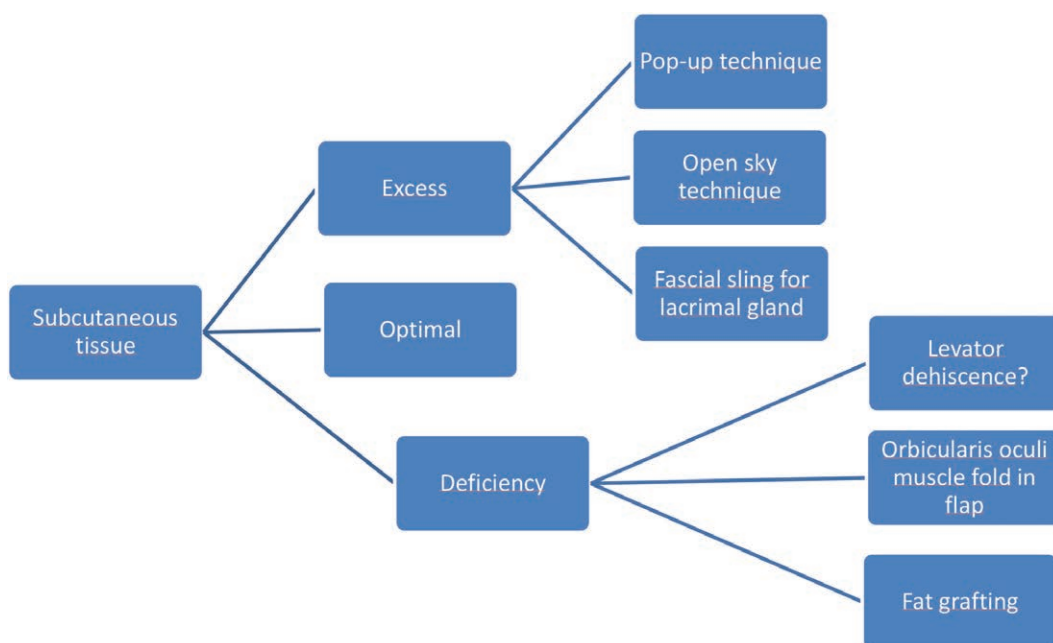 Subcutaneous
tissue
Excess
Optimal
Deficiency
Pop-up technique
Open sky
technique
Fascial sling for
lacrimal gland
Levator
dehiscence?
Orbicularis oculi
muscle fold in
flap
Fat grafting